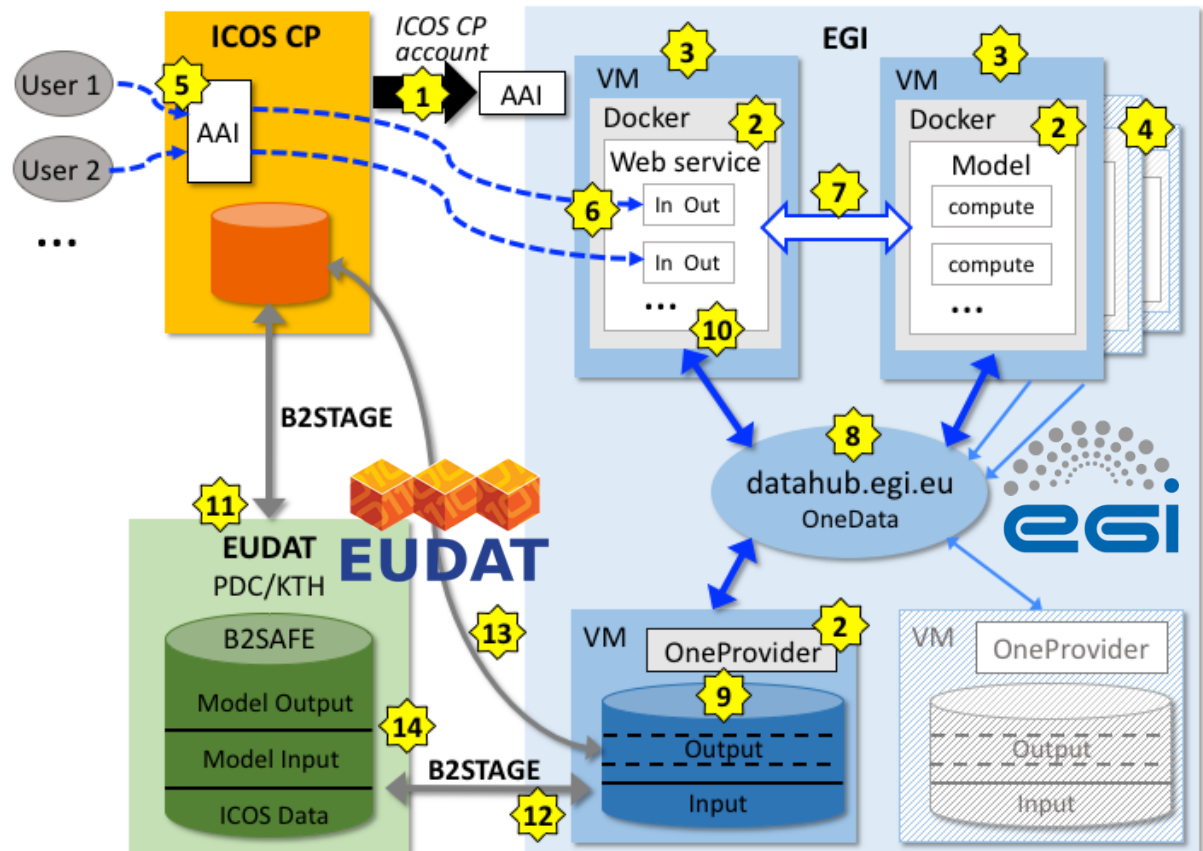 ICOS CP
ICOS CP
account
EGI
User 1
User 2
...
5
AAI
1
AAI
3
VM
Docker
2
Web service
6
In Out
In Out
...
10
7
3
VM
Docker
2
4
Model
compute
compute
...
B2STAGE
8
datahub.egi.eu
OneData
egi
11
EUDAT
EUDAT
PDC/KTH
B2SAFE
Model Output
14
Model Input
ICOS Data
13
B2STAGE
12
VM
OneProvider
2
9
Output
Input
VM
OneProvider
Output
Input